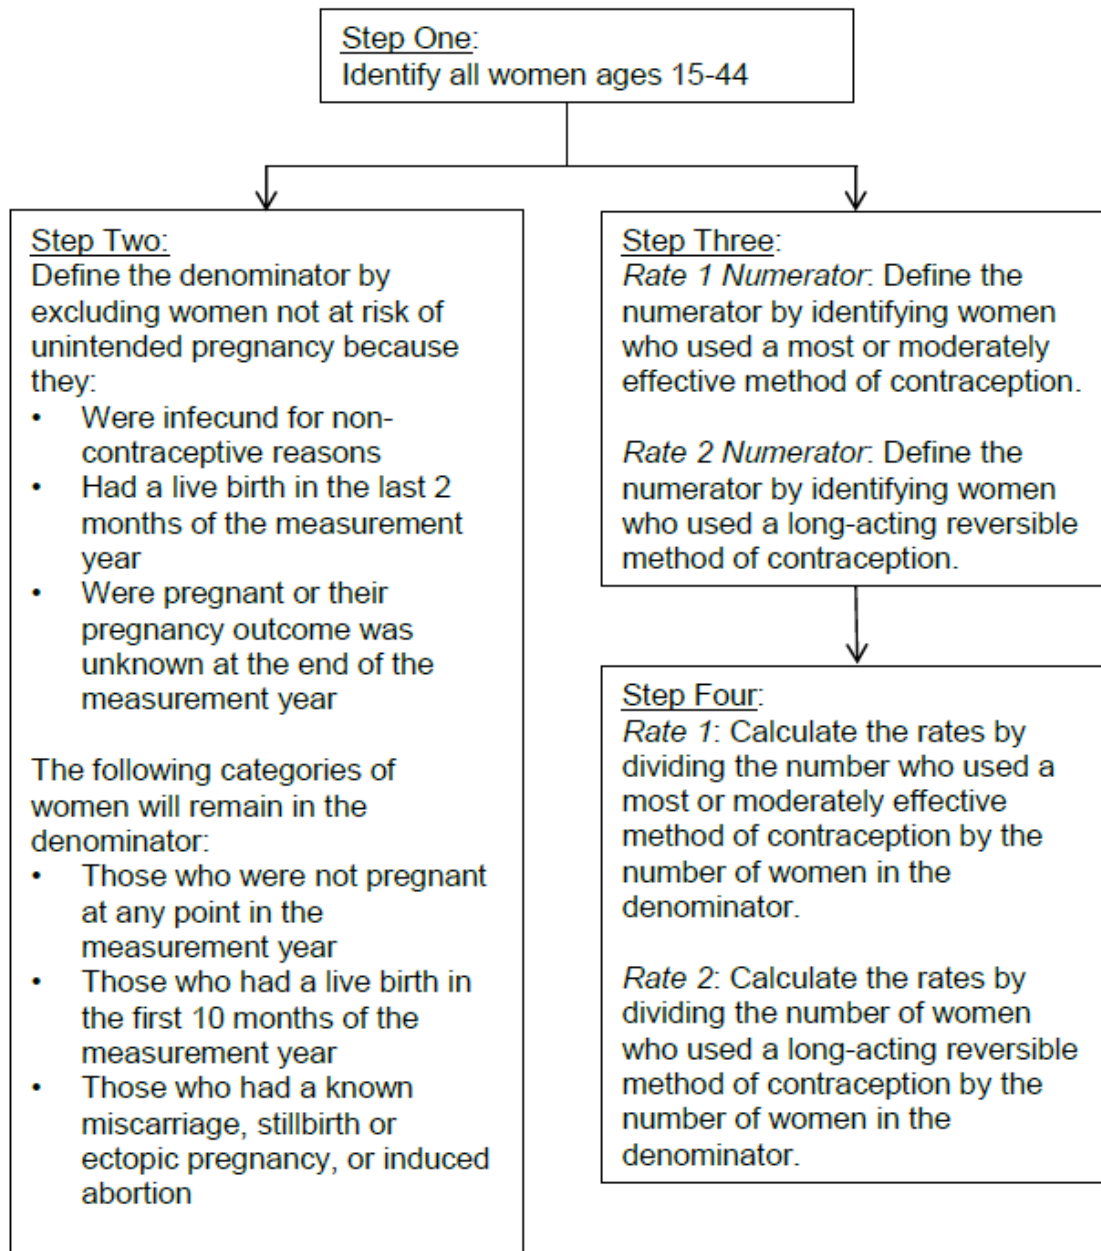 Step One:
Identify all women ages 15-44
Step Two:
Define the denominator by
excluding women not at risk of
unintended pregnancy because
they:
• Were infecund for non-
contraceptive reasons
• Had a live birth in the last 2
months of the measurement
year
• Were pregnant or their
pregnancy outcome was
unknown at the end of the
measurement year
The following categories of
women will remain in the
denominator:
• Those who were not pregnant
at any point in the
measurement year
• Those who had a live birth in
the first 10 months of the
measurement year
• Those who had a known
miscarriage, stillbirth or
ectopic pregnancy, or induced
abortion
Step Three:
Rate 1 Numerator: Define the
numerator by identifying women
who used a most or moderately
effective method of contraception.
Rate 2 Numerator: Define the
numerator by identifying women
who used a long-acting reversible
method of contraception.
Step Four:
Rate 1: Calculate the rates by
dividing the number who used a
most or moderately effective
method of contraception by the
number of women in the
denominator.
Rate 2: Calculate the rates by
dividing the number of women
who used a long-acting reversible
method of contraception by the
number of women in the
denominator.